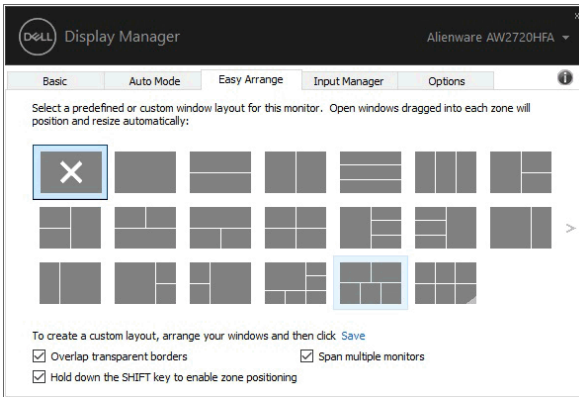 DELL Display Manager Alienware AW2720HFA
Basic Auto Mode Easy Arrange Input Manager Options
Select a predefined or custom window layout for this monitor. Open windows dragged into each zone will
position and resize automatically:
To create a custom layout, arrange your windows and then click Save
Overlap transparent borders Span multiple monitors
Hold down the SHIFT key to enable zone positioning